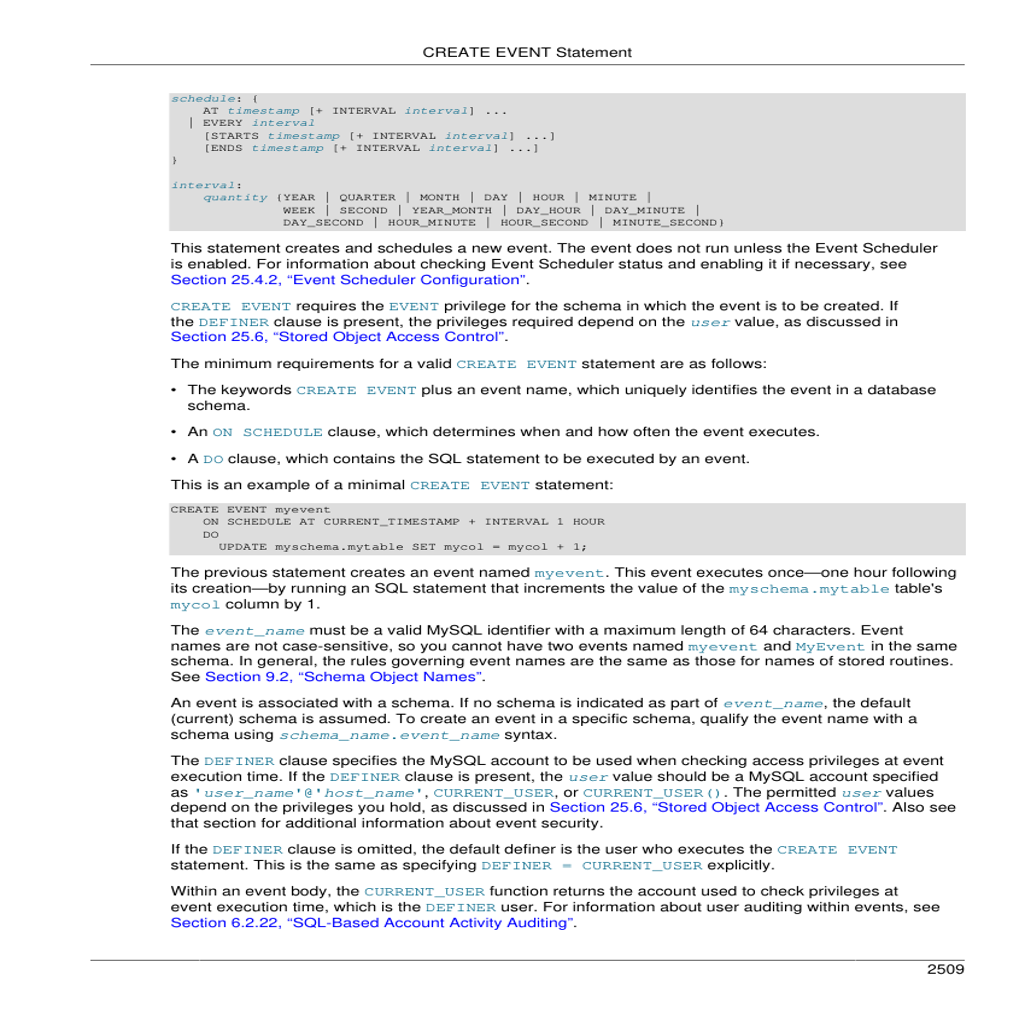 CREATE EVENT Statement
schedule: {
AT timestamp [+ INTERVAL interval] ...
| EVERY interval
[STARTS timestamp [+ INTERVAL interval] ...]
[ENDS timestamp [+ INTERVAL interval] ...]
}
interval:
quantity {YEAR | QUARTER | MONTH | DAY | HOUR | MINUTE |
WEEK | SECOND | YEAR_MONTH | DAY_HOUR | DAY_MINUTE |
DAY_SECOND | HOUR_MINUTE | HOUR_SECOND | MINUTE_SECOND}
This statement creates and schedules a new event. The event does not run unless the Event Scheduler
is enabled. For information about checking Event Scheduler status and enabling it if necessary, see
Section 25.4.2, “Event Scheduler Configuration”.
CREATE EVENT requires the EVENT privilege for the schema in which the event is to be created. If
the DEFINER clause is present, the privileges required depend on the user value, as discussed in
Section 25.6, “Stored Object Access Control”.
The minimum requirements for a valid CREATE EVENT statement are as follows:
• The keywords CREATE EVENT plus an event name, which uniquely identifies the event in a database
schema.
• An ON SCHEDULE clause, which determines when and how often the event executes.
• A DO clause, which contains the SQL statement to be executed by an event.
This is an example of a minimal CREATE EVENT statement:
CREATE EVENT myevent
ON SCHEDULE AT CURRENT_TIMESTAMP + INTERVAL 1 HOUR
DO
UPDATE myschema.mytable SET mycol = mycol + 1;
The previous statement creates an event named myevent. This event executes once—one hour following
its creation—by running an SQL statement that increments the value of the myschema.mytable table's
mycol column by 1.
The event_name must be a valid MySQL identifier with a maximum length of 64 characters. Event
names are not case-sensitive, so you cannot have two events named myevent and MyEvent in the same
schema. In general, the rules governing event names are the same as those for names of stored routines.
See Section 9.2, “Schema Object Names”.
An event is associated with a schema. If no schema is indicated as part of event_name, the default
(current) schema is assumed. To create an event in a specific schema, qualify the event name with a
schema using schema_name.event_name syntax.
The DEFINER clause specifies the MySQL account to be used when checking access privileges at event
execution time. If the DEFINER clause is present, the user value should be a MySQL account specified
as 'user_name'@'host_name', CURRENT_USER, or CURRENT_USER(). The permitted user values
depend on the privileges you hold, as discussed in Section 25.6, “Stored Object Access Control”. Also see
that section for additional information about event security.
If the DEFINER clause is omitted, the default definer is the user who executes the CREATE EVENT
statement. This is the same as specifying DEFINER = CURRENT_USER explicitly.
Within an event body, the CURRENT_USER function returns the account used to check privileges at
event execution time, which is the DEFINER user. For information about user auditing within events, see
Section 6.2.22, “SQL-Based Account Activity Auditing”.
2509